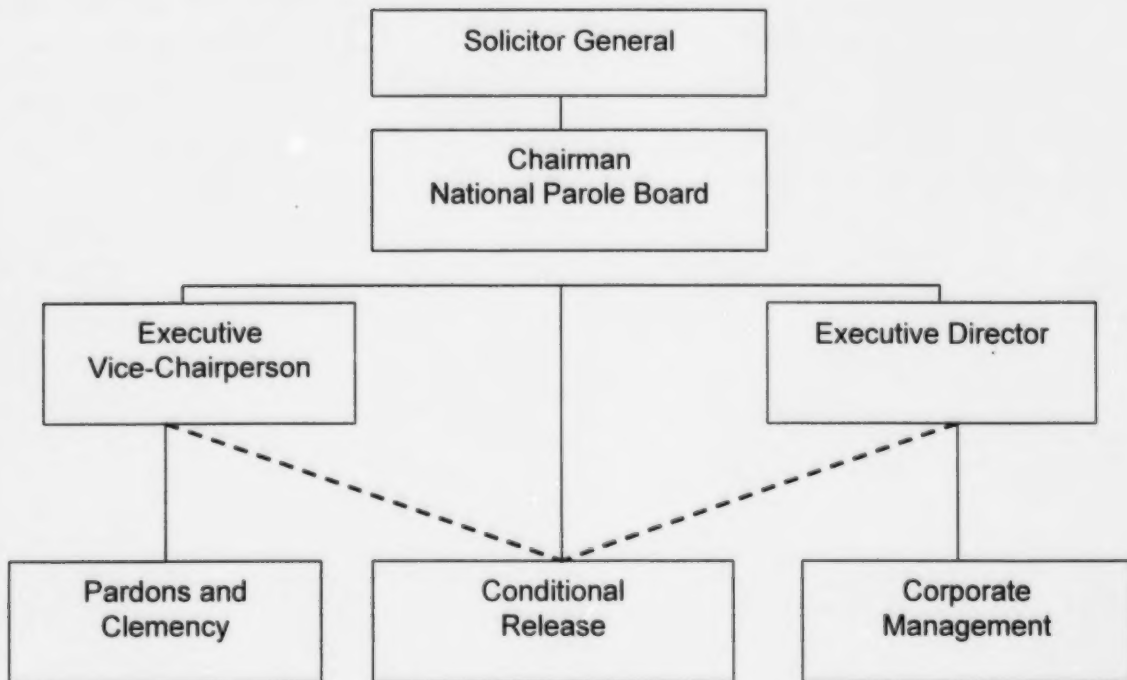 Solicitor General
Chairman
National Parole Board
Executive
Vice-Chairperson
Executive Director
Pardons and
Clemency
Conditional
Release
Corporate
Management